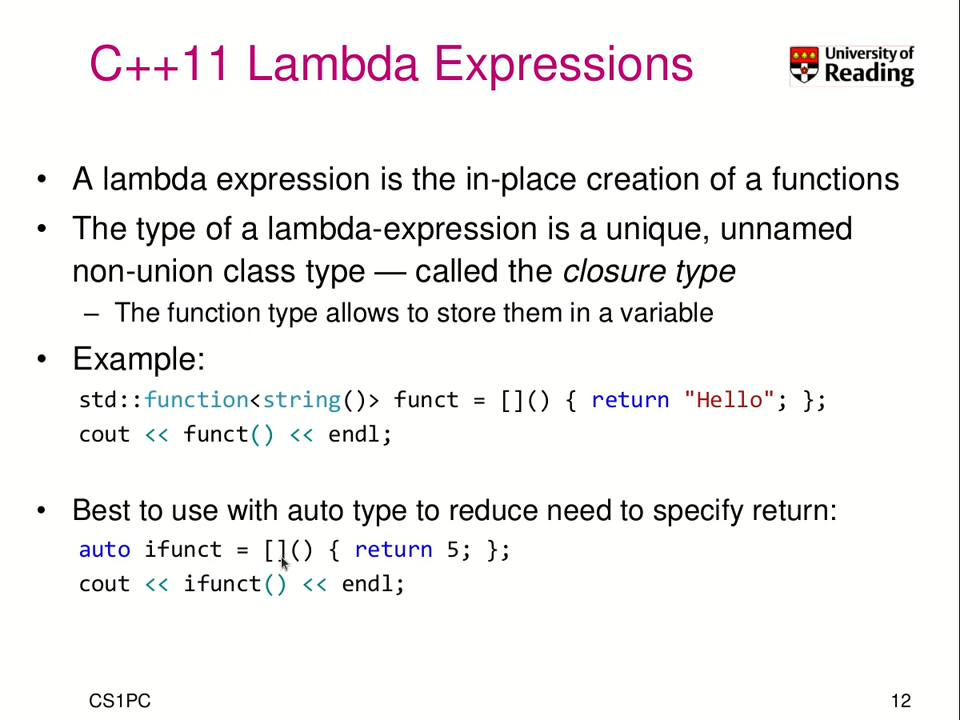 C++11 Lambda Expressions
University of
Reading
• A lambda expression is the in-place creation of a functions
• The type of a lambda-expression is a unique, unnamed
non-union class type — called the closure type
– The function type allows to store them in a variable
• Example:
std::function<string()> funct = []() { return "Hello"; };
cout << funct() << endl;
• Best to use with auto type to reduce need to specify return:
auto ifunct = []() { return 5; };
cout << ifunct() << endl;
CS1PC
12